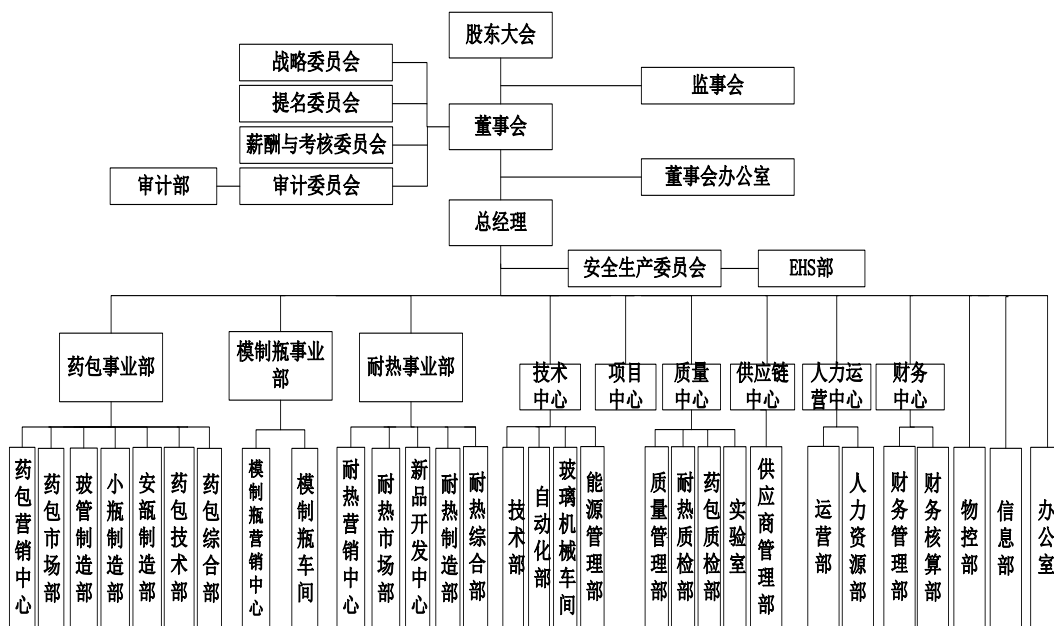 股东大会
战略委员会
监事会
提名委员会
董事会
薪酬与考核委员会
审计部
审计委员会
董事会办公室
总经理
安全生产委员会
EHS部
药包事业部
模制瓶事业
部
耐热事业部
技术
中心
项目
中心
质量
中心
供应链
中心
人力运
营中心
财务
中心
药包营销中心
药包市场部
玻管制造部
小瓶制造部
安瓿制造部
药包技术部
药包综合部
模制瓶营销中心
模制瓶车间
耐热营销中心
耐热市场部
新品开发中心
耐热制造部
耐热综合部
技术部
自动化部
玻璃机械车间
能源管理部
质量管理部
耐热质检部
药包质检部
实验室
供应商管理部
运营部
人力资源部
财务管理部
财务核算部
物控部
信息部
办公室